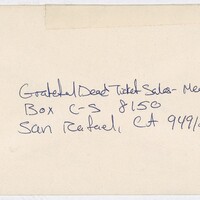 Grateful Dead Ticket Sales - Me
Box C-S 8150
San Rafael, CA 949